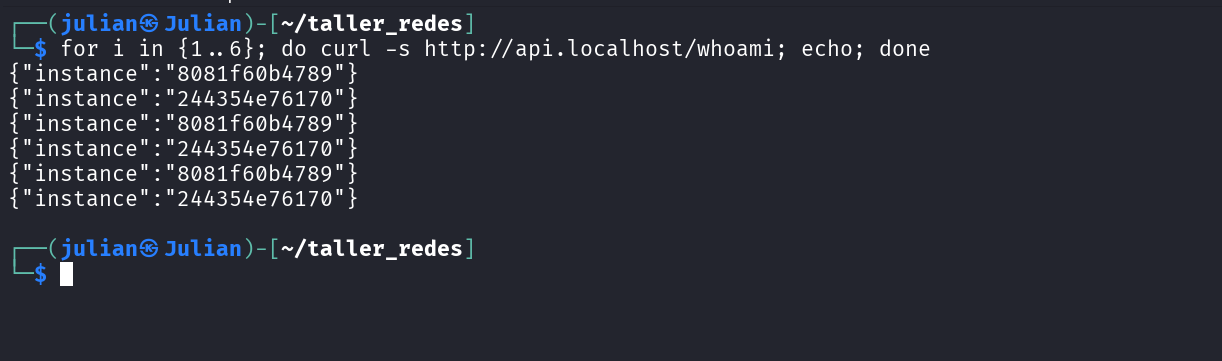 ┌──(julian㉿Julian)-[~/taller_redes]
└─$ for i in {1..6}; do curl -s http://api.localhost/whoami; echo; done
{"instance":"8081f60b4789"}
{"instance":"244354e76170"}
{"instance":"8081f60b4789"}
{"instance":"244354e76170"}
{"instance":"8081f60b4789"}
{"instance":"244354e76170"}
┌──(julian㉿Julian)-[~/taller_redes]
└─$